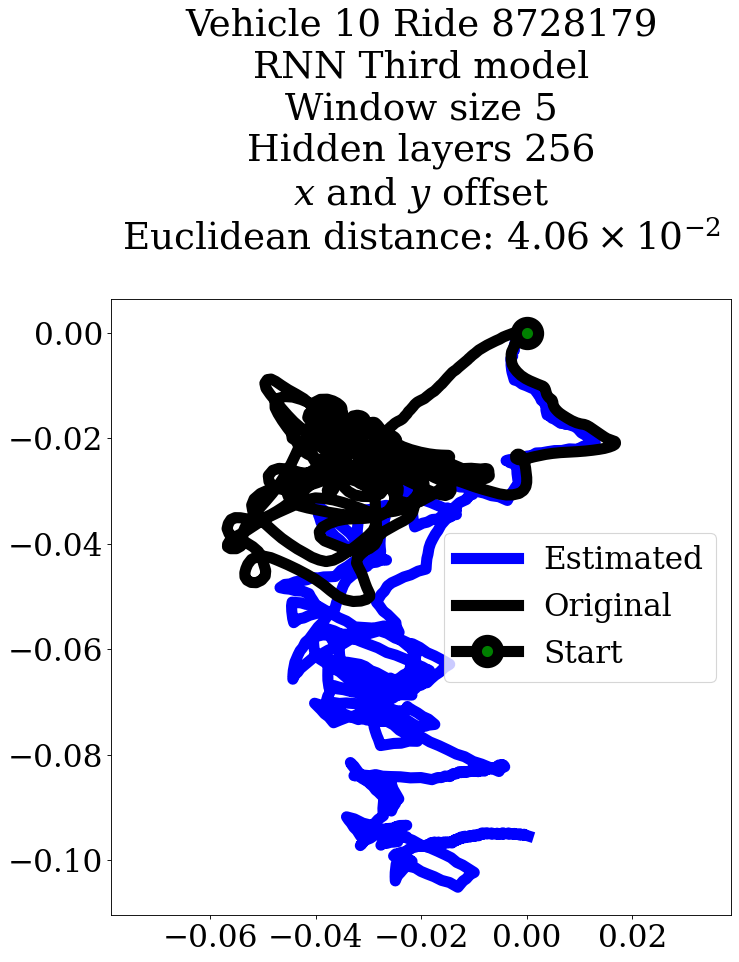 Vehicle 10 Ride 8728179
RNN Third model
Window size 5
Hidden layers 256
x and y offset
Euclidean distance: 4.06 × 10⁻²
0.00
−0.02
−0.04
−0.06
−0.08
−0.10
Estimated
Original
Start
−0.06 −0.04 −0.02 0.00 0.02